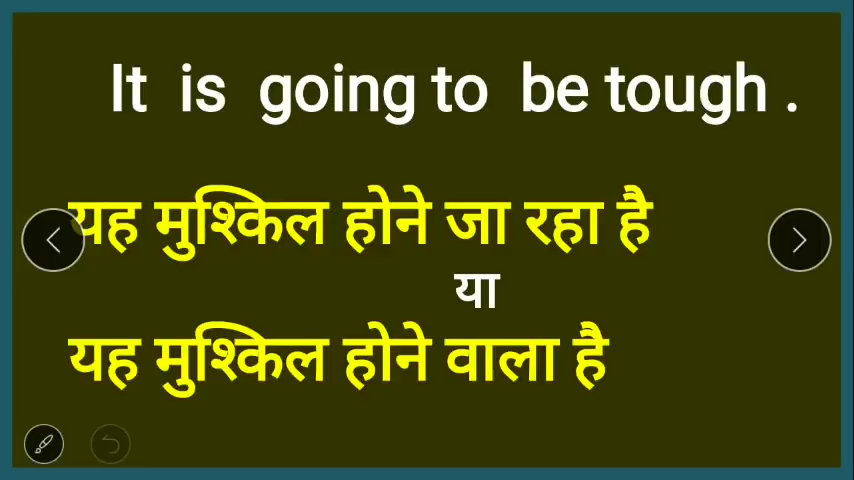 It is going to be tough .
यह मुश्किल होने जा रहा है
या
यह मुश्किल होने वाला है